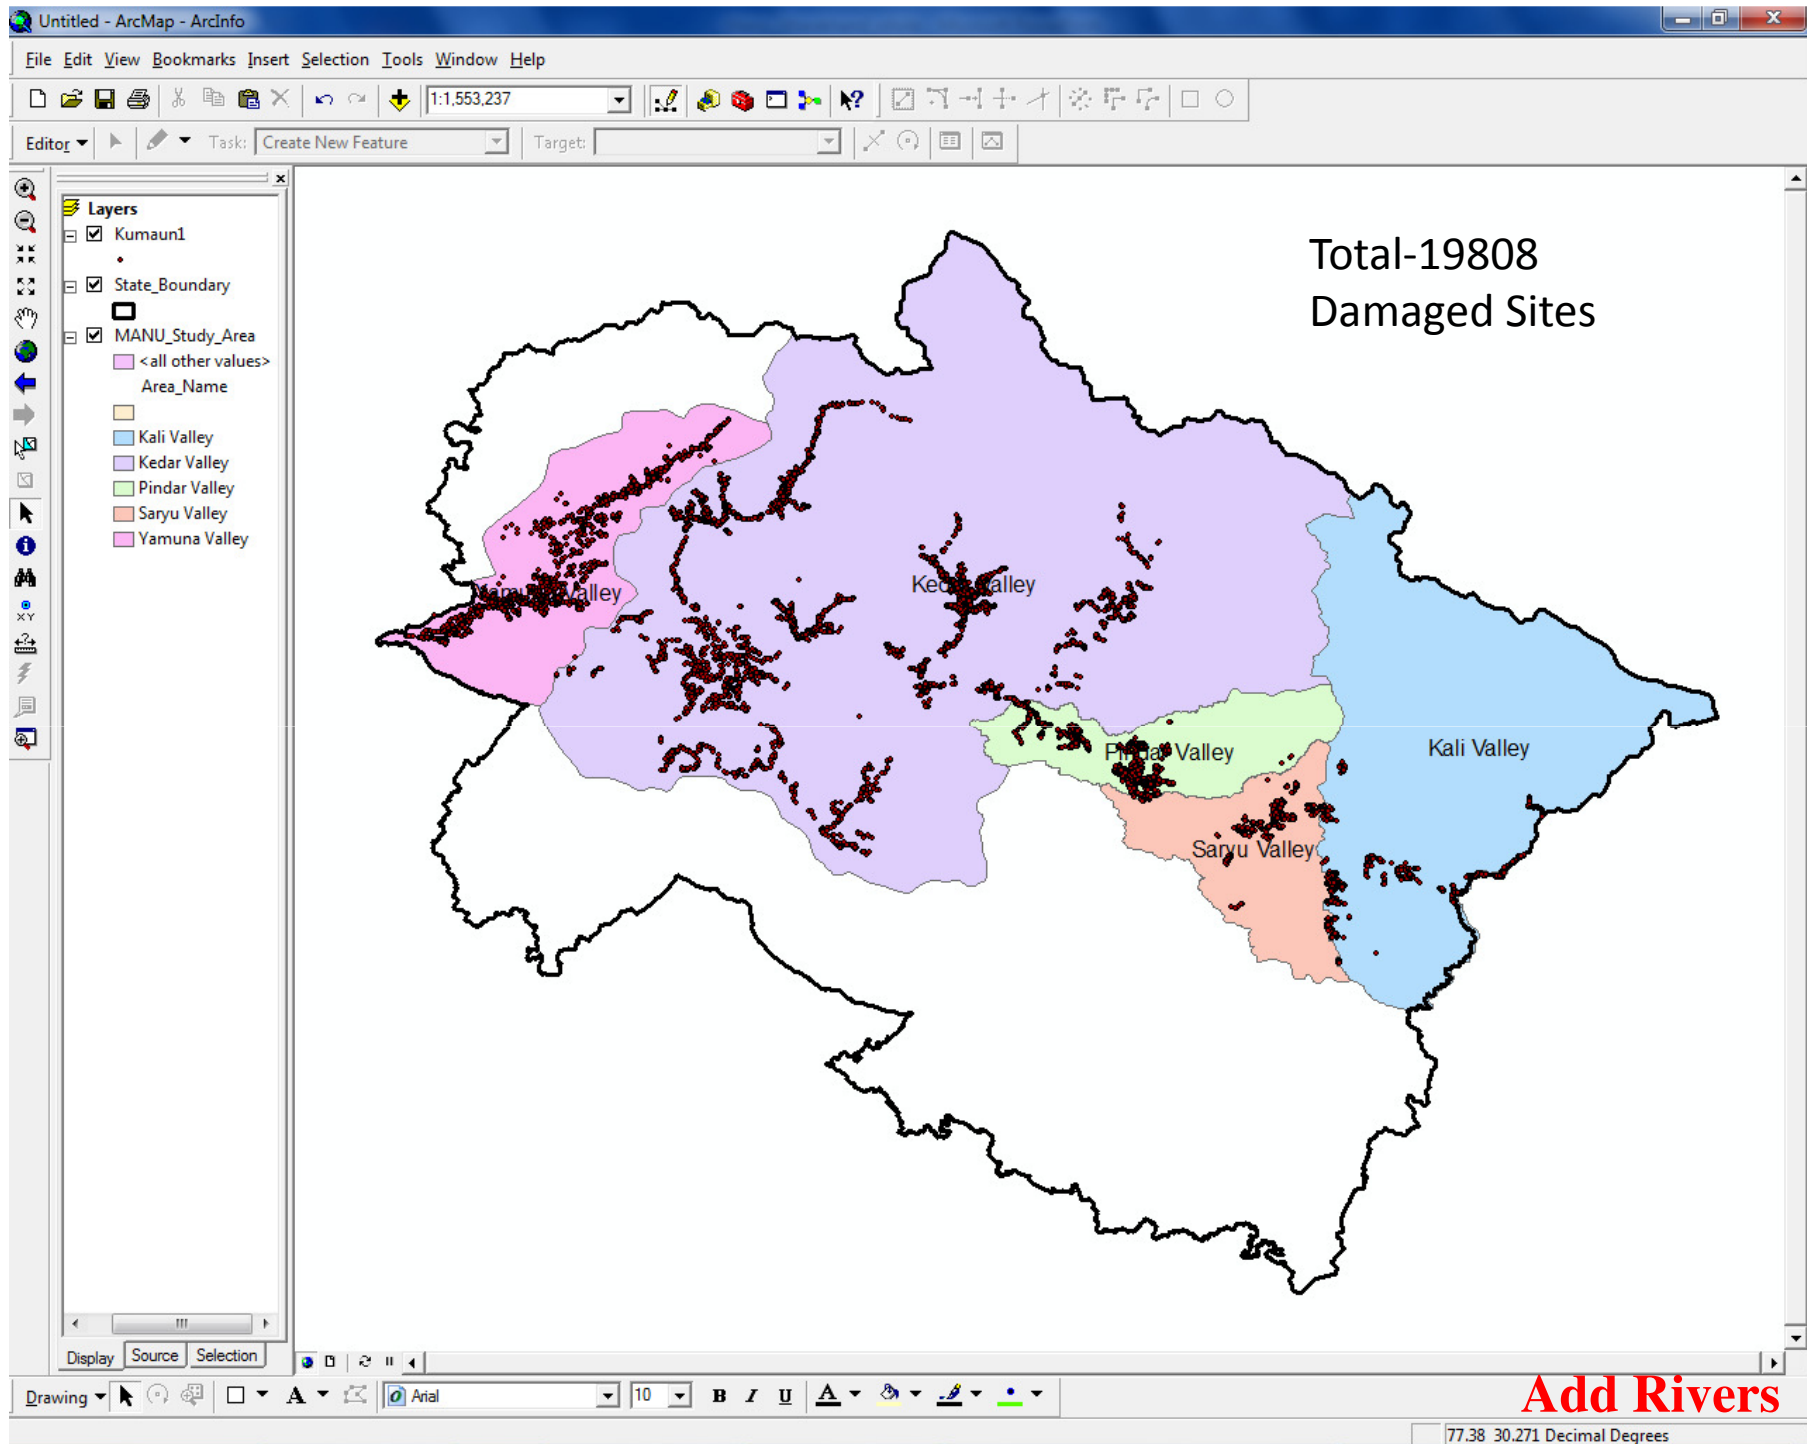 Untitled - ArcMap - ArcInfo
File Edit View Bookmarks Insert Selection Tools Window Help
1:1,553,237
Editor Task: Create New Feature Target:
Layers
Kumaun1
State_Boundary
MANU_Study_Area
<all other values>
Area_Name
Kali Valley
Kedar Valley
Pindar Valley
Saryu Valley
Yamuna Valley
Total-19808
Damaged Sites
Yamuna Valley
Kedar Valley
Pindar Valley
Kali Valley
Saryu Valley
Display Source Selection
Drawing A Arial 10 B I U A
Add Rivers
77.38 30.271 Decimal Degrees